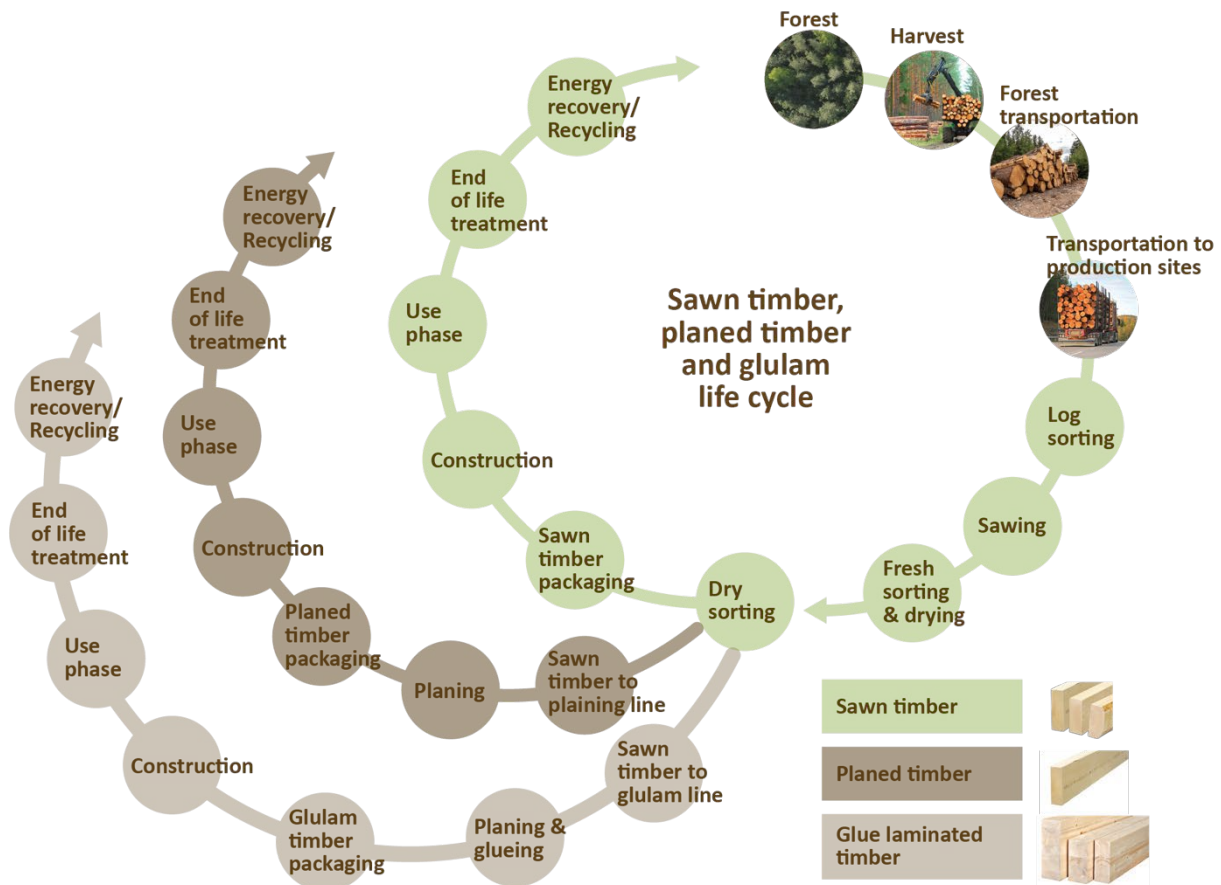 Forest
Harvest
Forest
transportation
Transportation to
production sites
Log
sorting
Sawing
Fresh
sorting
& drying
Dry
sorting
Sawn
timber
packaging
Construction
Use
phase
End
of life
treatment
Energy
recovery/
Recycling
Sawn timber,
planed timber
and glulam
life cycle
Sawn
timber to
plaining line
Planing
Planed
timber
packaging
Construction
Use
phase
End
of life
treatment
Energy
recovery/
Recycling
Sawn
timber to
glulam line
Planing &
glueing
Glulam
timber
packaging
Construction
Use
phase
End
of life
treatment
Energy
recovery/
Recycling
Sawn timber
Planed timber
Glue laminated
timber